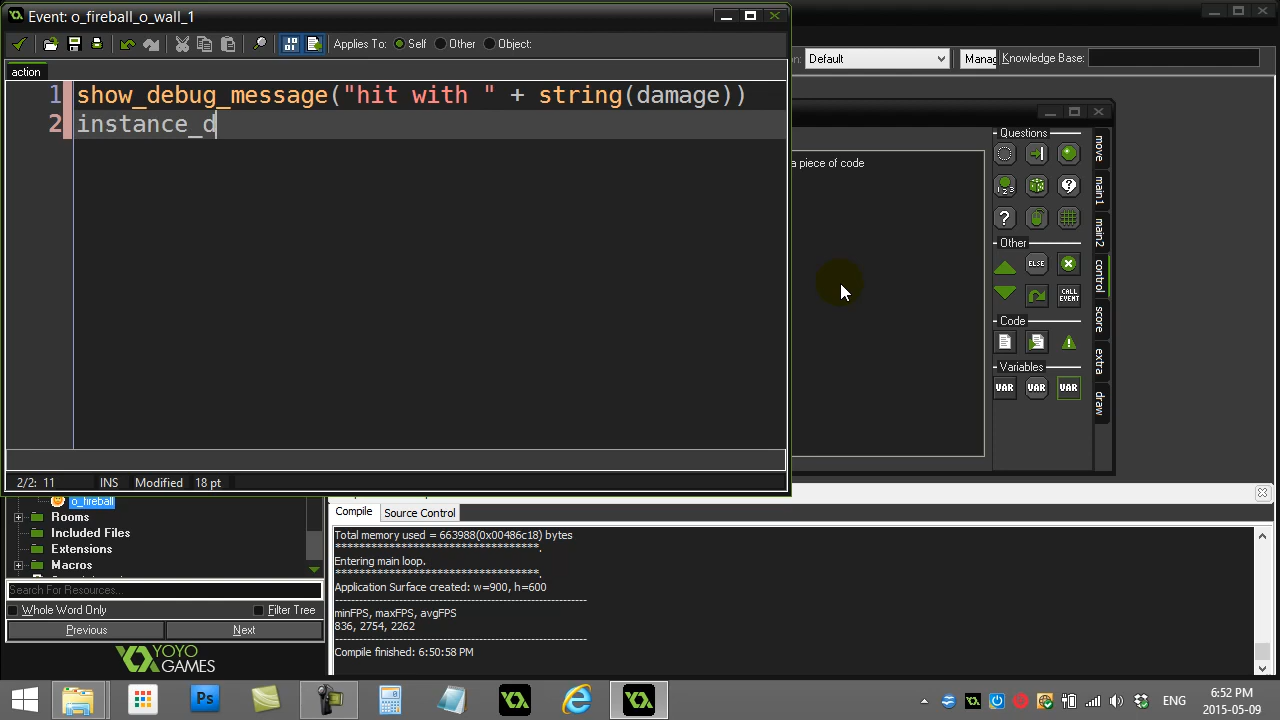 Event: o_fireball_o_wall_1
Applies To: Self Other Object:
Default
Manag
Knowledge Base:
action
1 show_debug_message("hit with " + string(damage))
2 instance_d
a piece of code
Questions
Other
ELSE
CALL EVENT
Code
Variables
VAR VAR VAR
move
main1
main2
control
score
extra
draw
2/2: 11 INS Modified 18 pt
o_fireball
Rooms
Included Files
Extensions
Macros
Search For Resources...
Whole Word Only Filter Tree
Previous Next
YOYO
GAMES
Compile Source Control
Total memory used = 663988(0x00486c18) bytes
**********************************.
Entering main loop.
**********************************.
Application Surface created: w=900, h=600
minFPS, maxFPS, avgFPS
836, 2754, 2262
Compile finished: 6:50:58 PM
Ps
ENG
6:52 PM
2015-05-09